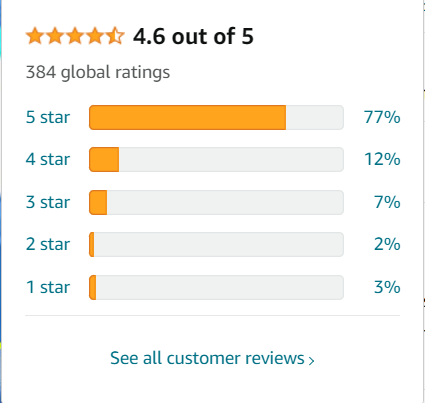 4.6 out of 5
384 global ratings
5 star 77%
4 star 12%
3 star 7%
2 star 2%
1 star 3%
See all customer reviews ›